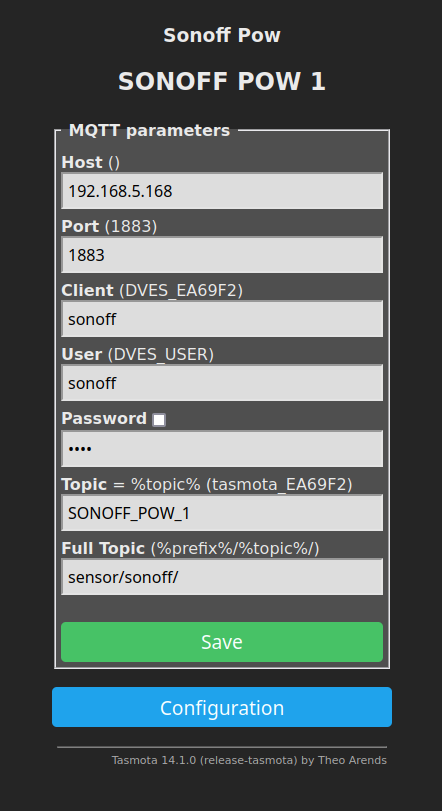 Sonoff Pow
SONOFF POW 1
MQTT parameters
Host ()
192.168.5.168
Port (1883)
1883
Client (DVES_EA69F2)
sonoff
User (DVES_USER)
sonoff
Password
••••
Topic = %topic% (tasmota_EA69F2)
SONOFF_POW_1
Full Topic (%prefix%/%topic%/)
sensor/sonoff/
Save
Configuration
Tasmota 14.1.0 (release-tasmota) by Theo Arends